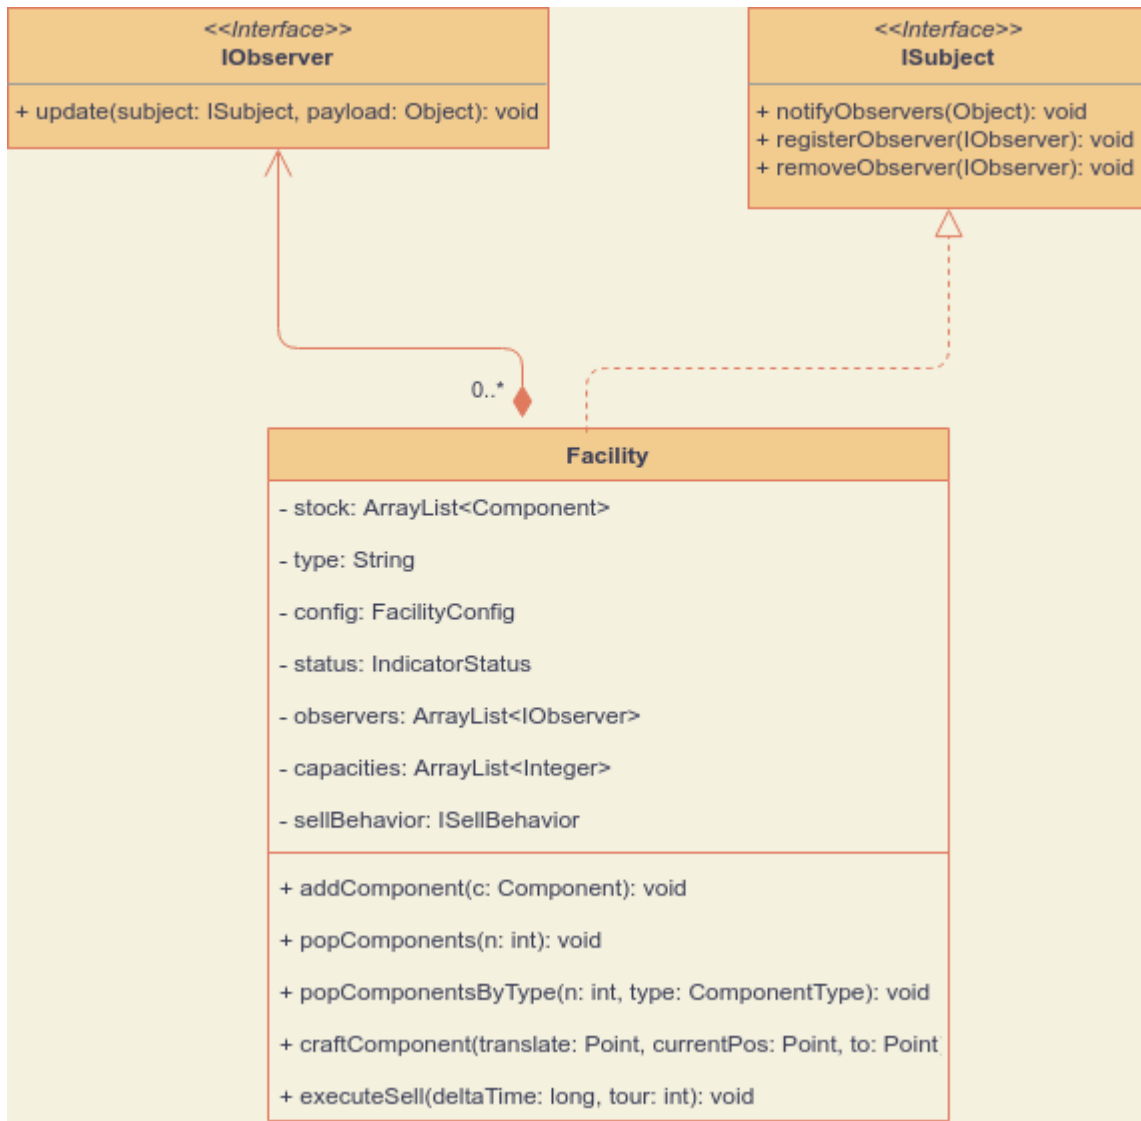 <<Interface>>
IObserver
+ update(subject: ISubject, payload: Object): void
<<Interface>>
ISubject
+ notifyObservers(Object): void
+ registerObserver(IObserver): void
+ removeObserver(IObserver): void
0..*
Facility
- stock: ArrayList<Component>
- type: String
- config: FacilityConfig
- status: IndicatorStatus
- observers: ArrayList<IObserver>
- capacities: ArrayList<Integer>
- sellBehavior: ISellBehavior
+ addComponent(c: Component): void
+ popComponents(n: int): void
+ popComponentsByType(n: int, type: ComponentType): void
+ craftComponent(translate: Point, currentPos: Point, to: Point)
+ executeSell(deltaTime: long, tour: int): void